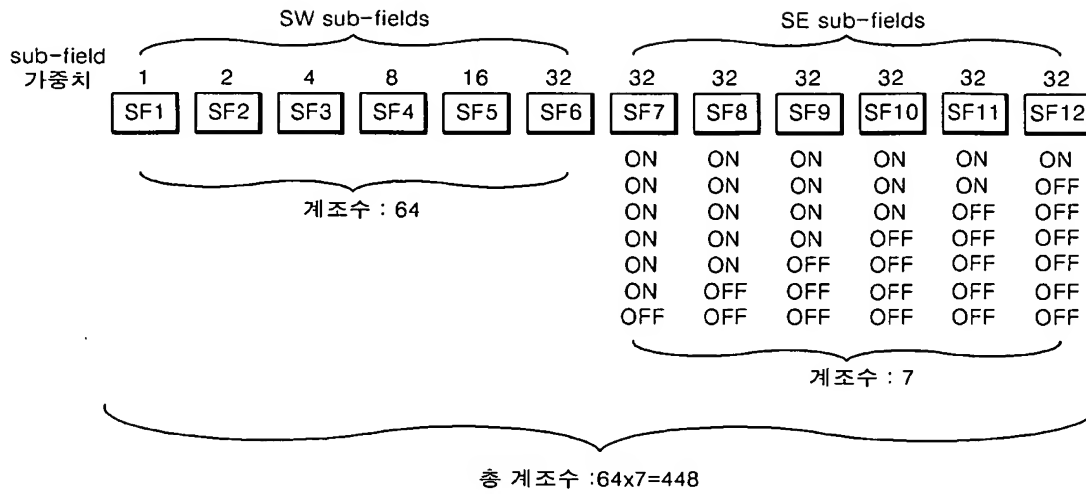 SW sub-fields SE sub-fields
sub-field
가중치 1 2 4 8 16 32 32 32 32 32 32 32
SF1 SF2 SF3 SF4 SF5 SF6 SF7 SF8 SF9 SF10 SF11 SF12
ON ON ON ON ON ON
ON ON ON ON ON OFF
계조수 : 64 ON ON ON ON OFF OFF
ON ON ON OFF OFF OFF
ON ON OFF OFF OFF OFF
ON OFF OFF OFF OFF OFF
OFF OFF OFF OFF OFF OFF
계조수 : 7
총 계조수 :64x7=448